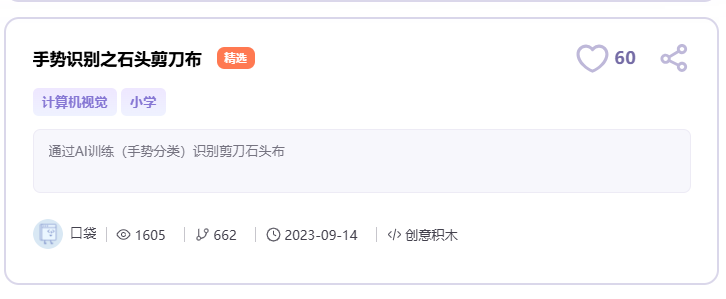 手势识别之石头剪刀布 精选 60
计算机视觉 小学
通过AI训练（手势分类）识别剪刀石头布
口袋 1605 662 2023-09-14 创意积木